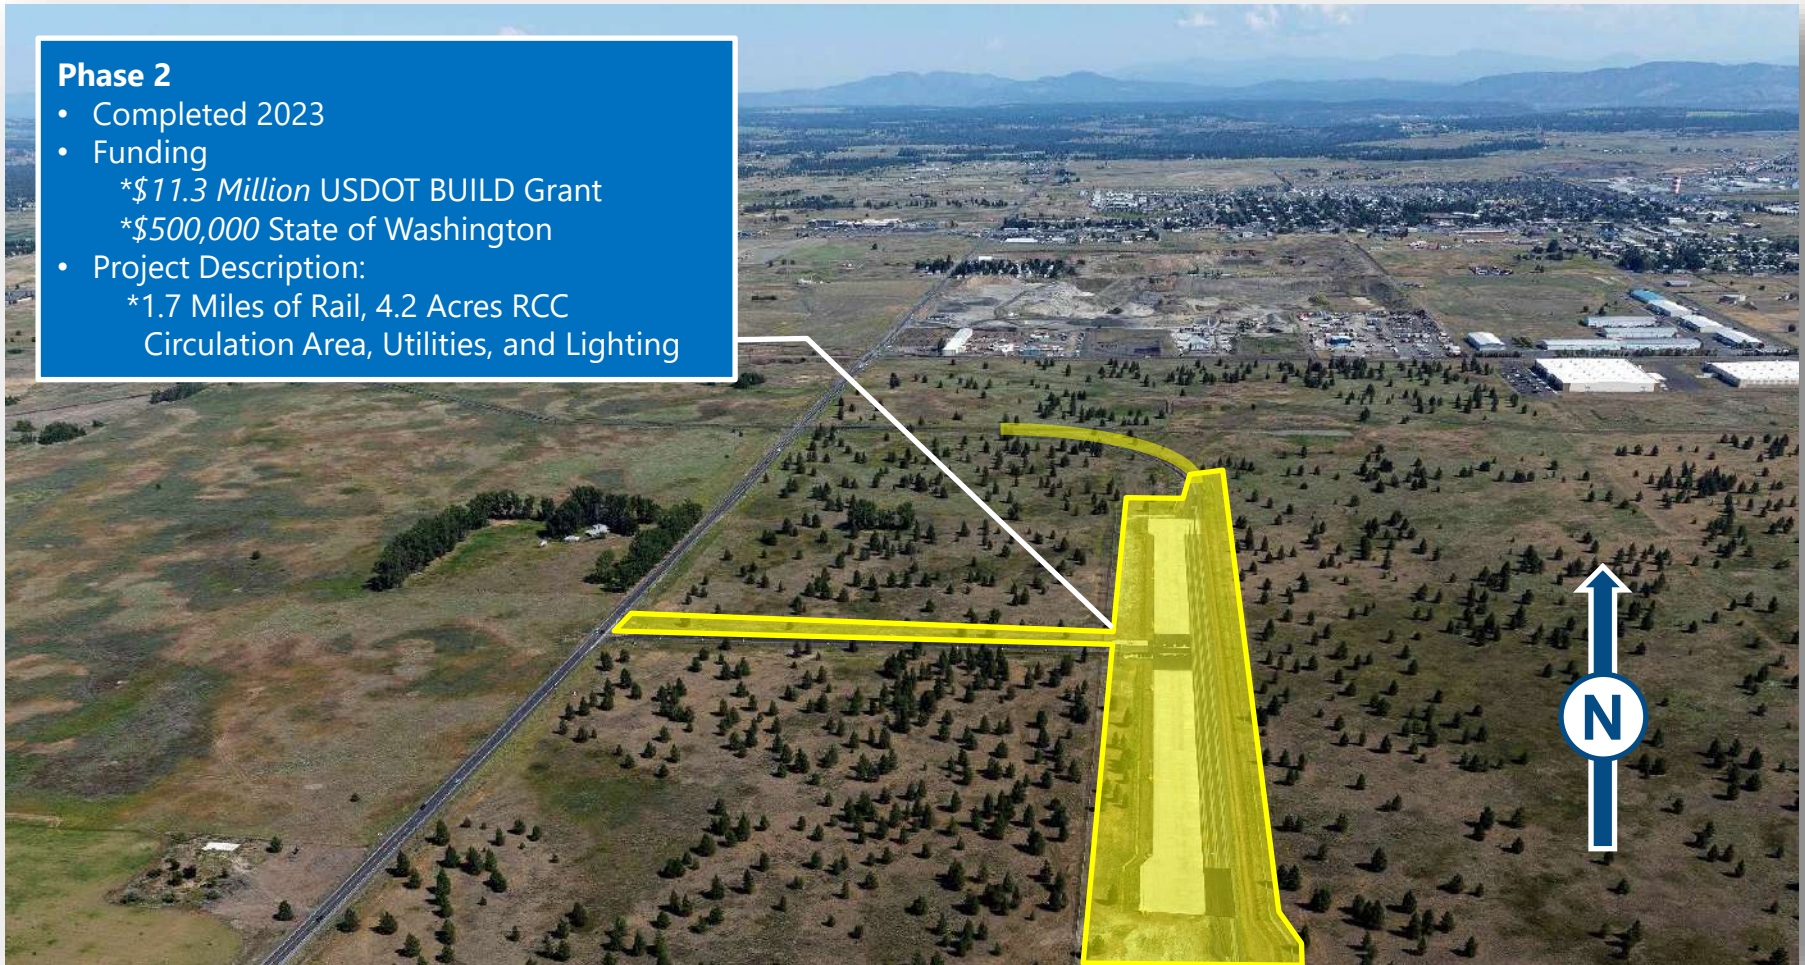 Phase 2
• Completed 2023
• Funding
*$11.3 Million USDOT BUILD Grant
*$500,000 State of Washington
• Project Description:
*1.7 Miles of Rail, 4.2 Acres RCC
Circulation Area, Utilities, and Lighting
N